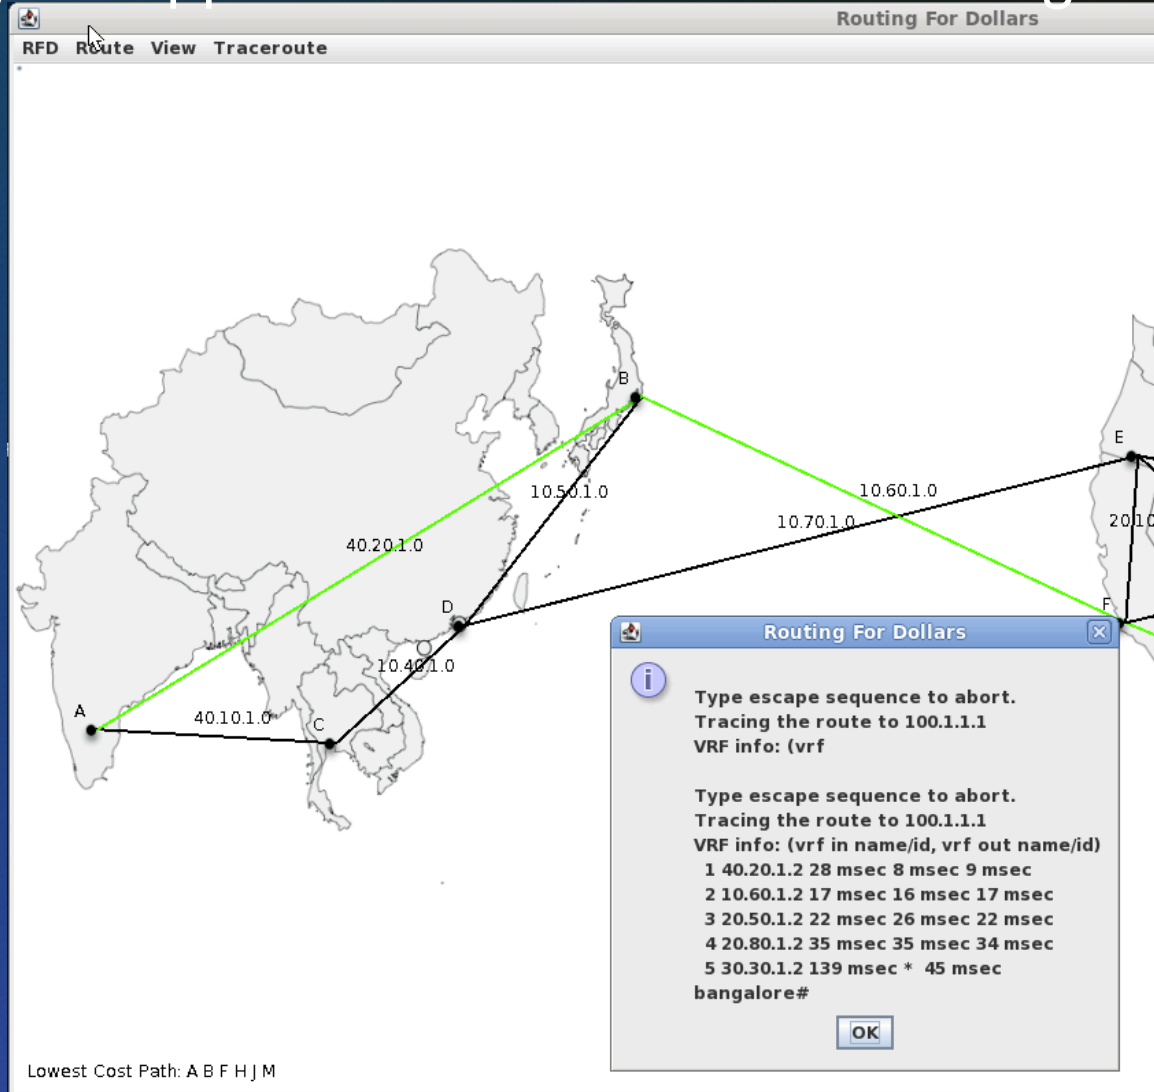 Routing For Dollars
RFD Route View Traceroute
B
E
10.50.1.0
10.60.1.0
10.70.1.0
20.10
40.20.1.0
D
F
10.40.1.0
A
40.10.1.0
C
Routing For Dollars
Type escape sequence to abort.
Tracing the route to 100.1.1.1
VRF info: (vrf
Type escape sequence to abort.
Tracing the route to 100.1.1.1
VRF info: (vrf in name/id, vrf out name/id)
1 40.20.1.2 28 msec 8 msec 9 msec
2 10.60.1.2 17 msec 16 msec 17 msec
3 20.50.1.2 22 msec 26 msec 22 msec
4 20.80.1.2 35 msec 35 msec 34 msec
5 30.30.1.2 139 msec * 45 msec
bangalore#
OK
Lowest Cost Path: A B F H J M